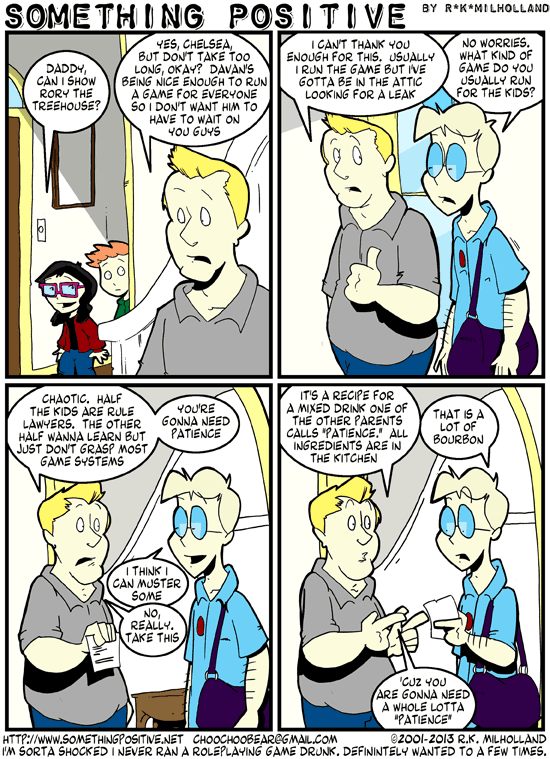 SOMETHING POSITIVE BY R*K*MILHOLLAND
DADDY,
CAN I SHOW
RORY THE
TREEHOUSE?
YES, CHELSEA,
BUT DON'T TAKE TOO
LONG, OKAY? DAVAN'S
BEING NICE ENOUGH TO RUN
A GAME FOR EVERYONE
SO I DON'T WANT HIM TO
HAVE TO WAIT ON
YOU GUYS
I CAN'T THANK YOU
ENOUGH FOR THIS. USUALLY
I RUN THE GAME BUT I'VE
GOTTA BE IN THE ATTIC
LOOKING FOR A LEAK
NO WORRIES.
WHAT KIND OF
GAME DO YOU
USUALLY RUN
FOR THE KIDS?
CHAOTIC. HALF
THE KIDS ARE RULE
LAWYERS. THE OTHER
HALF WANNA LEARN BUT
JUST DON'T GRASP MOST
GAME SYSTEMS
YOU'RE
GONNA NEED
PATIENCE
I THINK I
CAN MUSTER
SOME
NO,
REALLY.
TAKE THIS
IT'S A RECIPE FOR
A MIXED DRINK ONE OF
THE OTHER PARENTS
CALLS "PATIENCE." ALL
INGREDIENTS ARE IN
THE KITCHEN
THAT IS A
LOT OF
BOURBON
'CUZ YOU
ARE GONNA NEED
A WHOLE LOTTA
"PATIENCE"
HTTP://WWW.SOMETHINGPOSITIVE.NET CHOOCHOOBEAR@GMAIL.COM ©2001-2013 R.K. MILHOLLAND
I'M SORTA SHOCKED I NEVER RAN A ROLEPLAYING GAME DRUNK. DEFININTELY WANTED TO A FEW TIMES.